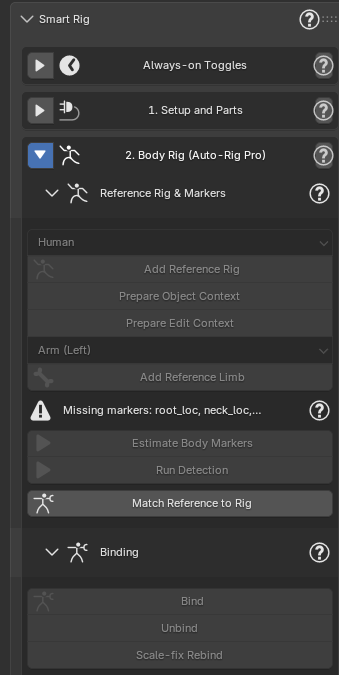 Smart Rig
Always-on Toggles
1. Setup and Parts
2. Body Rig (Auto-Rig Pro)
Reference Rig & Markers
Human
Add Reference Rig
Prepare Object Context
Prepare Edit Context
Arm (Left)
Add Reference Limb
Missing markers: root_loc, neck_loc,...
Estimate Body Markers
Run Detection
Match Reference to Rig
Binding
Bind
Unbind
Scale-fix Rebind